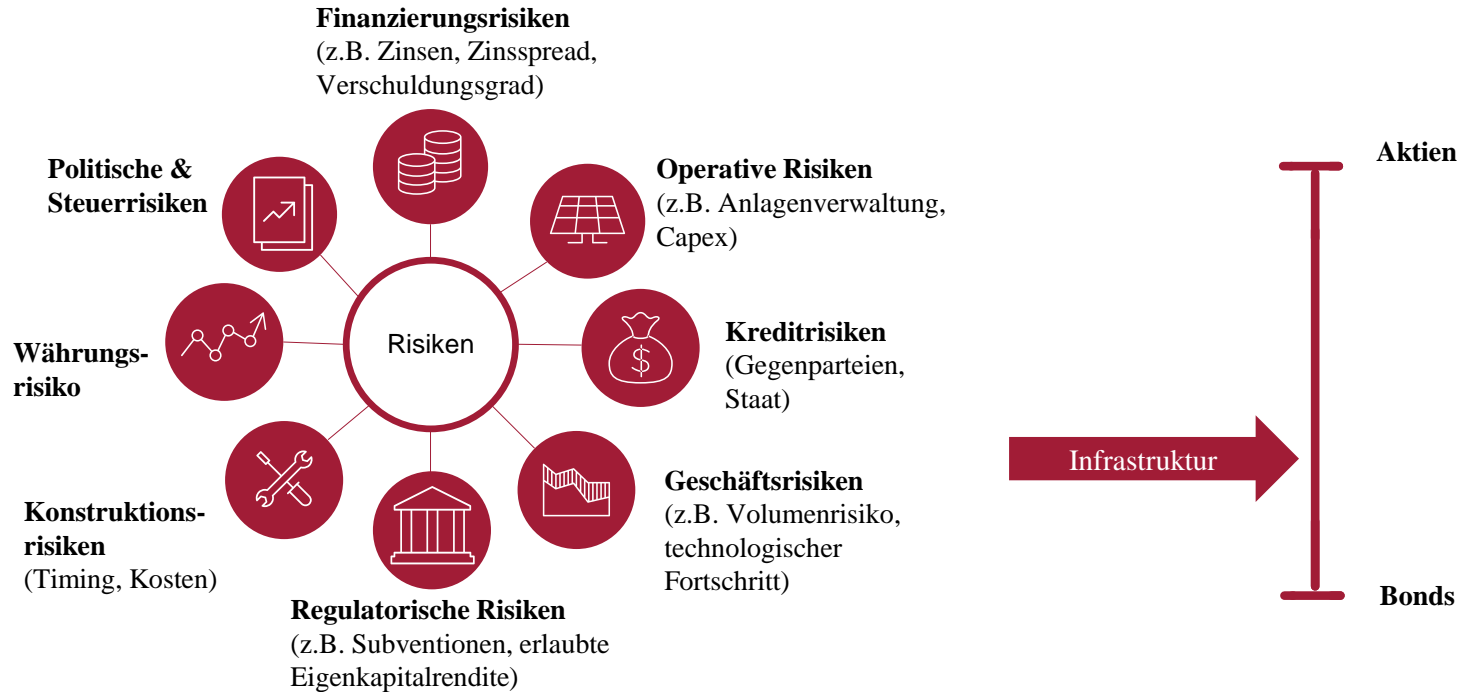 Finanzierungsrisiken
(z.B. Zinsen, Zinsspread,
Verschuldungsgrad)
Politische &
Steuerrisiken
Operative Risiken
(z.B. Anlagenverwaltung,
Capex)
Währungs-
risiko
Risiken
Kreditrisiken
(Gegenparteien,
Staat)
$
Konstruktions-
risiken
(Timing, Kosten)
Geschäftsrisiken
(z.B. Volumenrisiko,
technologischer
Fortschritt)
Regulatorische Risiken
(z.B. Subventionen, erlaubte
Eigenkapitalrendite)
Infrastruktur
Aktien
Bonds